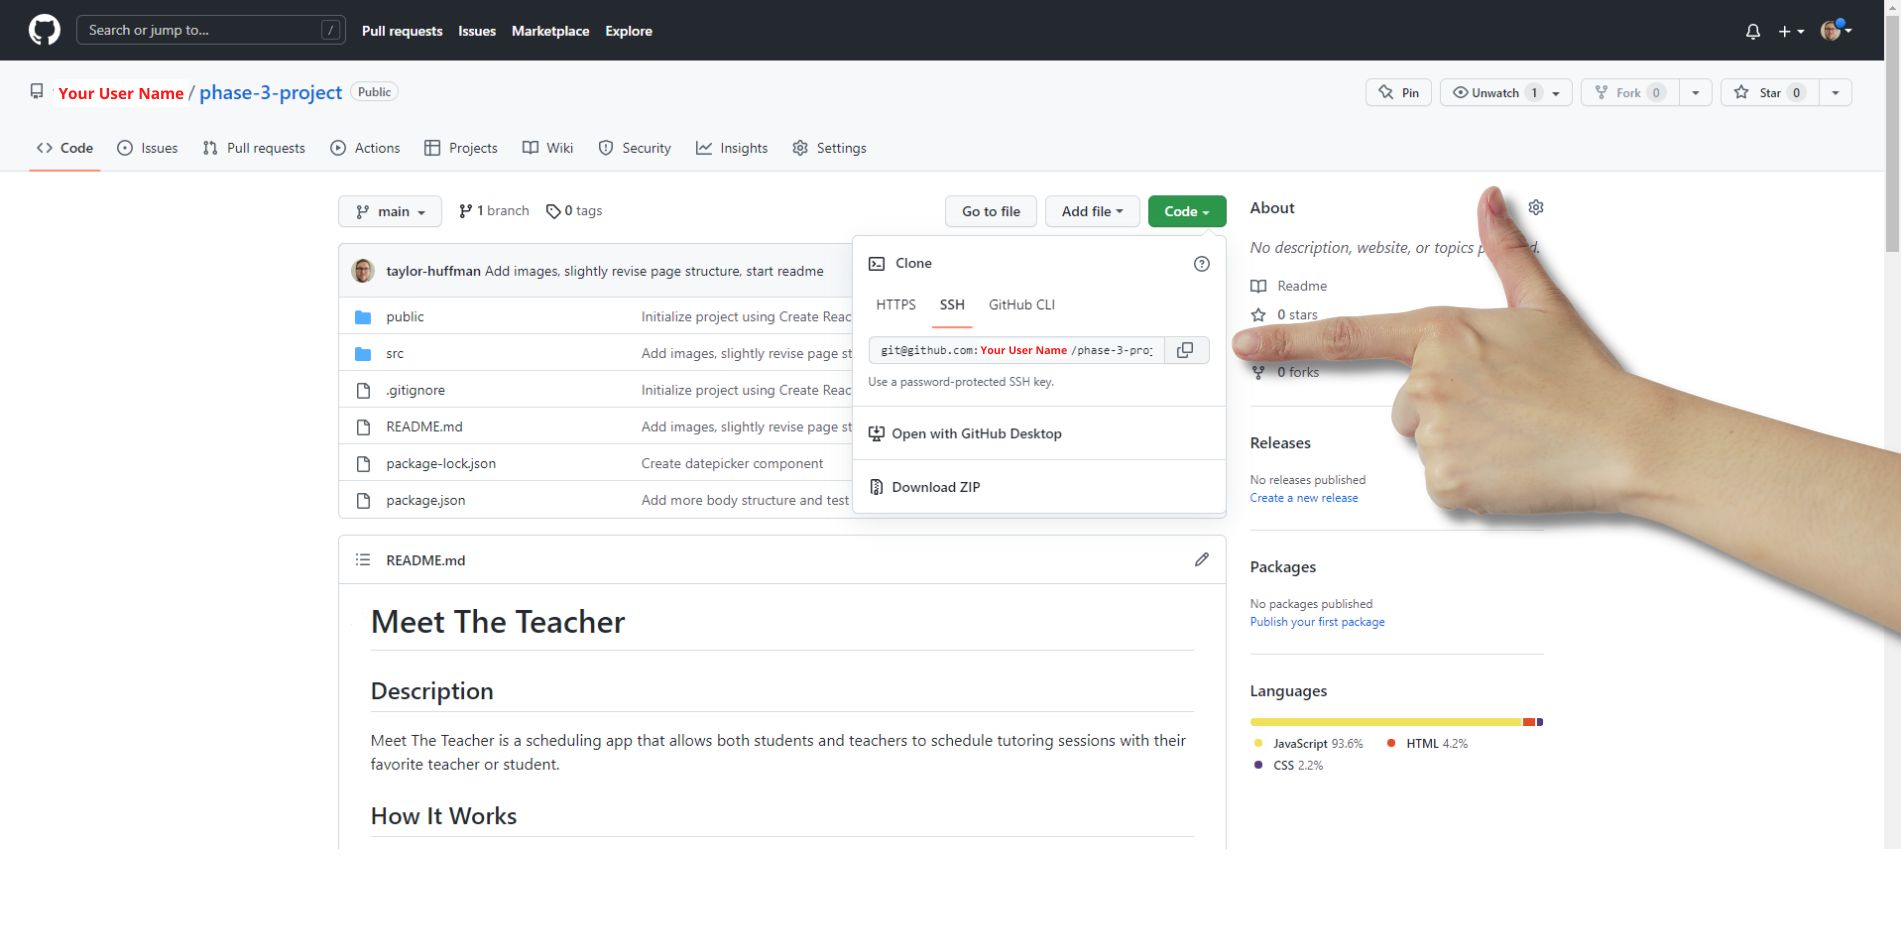 Search or jump to... /
Pull requests Issues Marketplace Explore
Your User Name / phase-3-project Public
Pin Unwatch 1 Fork 0 Star 0
Code Issues Pull requests Actions Projects Wiki Security Insights Settings
main 1 branch 0 tags Go to file Add file Code
taylor-huffman Add images, slightly revise page structure, start readme
public Initialize project using Create Reac
src Add images, slightly revise page st
.gitignore Initialize project using Create Reac
README.md Add images, slightly revise page st
package-lock.json Create datepicker component
package.json Add more body structure and test
Clone
HTTPS SSH GitHub CLI
git@github.com: Your User Name /phase-3-proj
Use a password-protected SSH key.
Open with GitHub Desktop
Download ZIP
README.md
Meet The Teacher
Description
Meet The Teacher is a scheduling app that allows both students and teachers to schedule tutoring sessions with their
favorite teacher or student.
How It Works
About
No description, website, or topics
Readme
0 stars
0 forks
Releases
No releases published
Create a new release
Packages
No packages published
Publish your first package
Languages
JavaScript 93.6% HTML 4.2%
CSS 2.2%